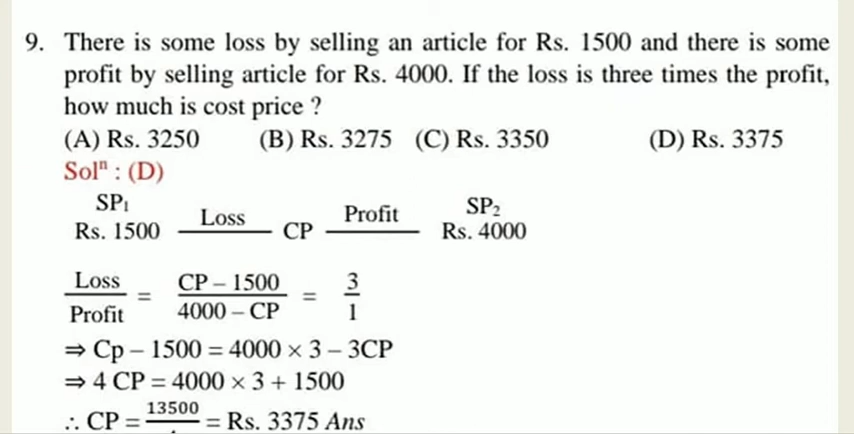 9. There is some loss by selling an article for Rs. 1500 and there is some
profit by selling article for Rs. 4000. If the loss is three times the profit,
how much is cost price ?
(A) Rs. 3250 (B) Rs. 3275 (C) Rs. 3350 (D) Rs. 3375
Solⁿ : (D)
SP₁ Loss Profit SP₂
Rs. 1500 CP Rs. 4000
Loss / Profit = CP – 1500 / 4000 – CP = 3 / 1
⇒ Cp – 1500 = 4000 × 3 – 3CP
⇒ 4 CP = 4000 × 3 + 1500
∴ CP = 13500 = Rs. 3375 Ans